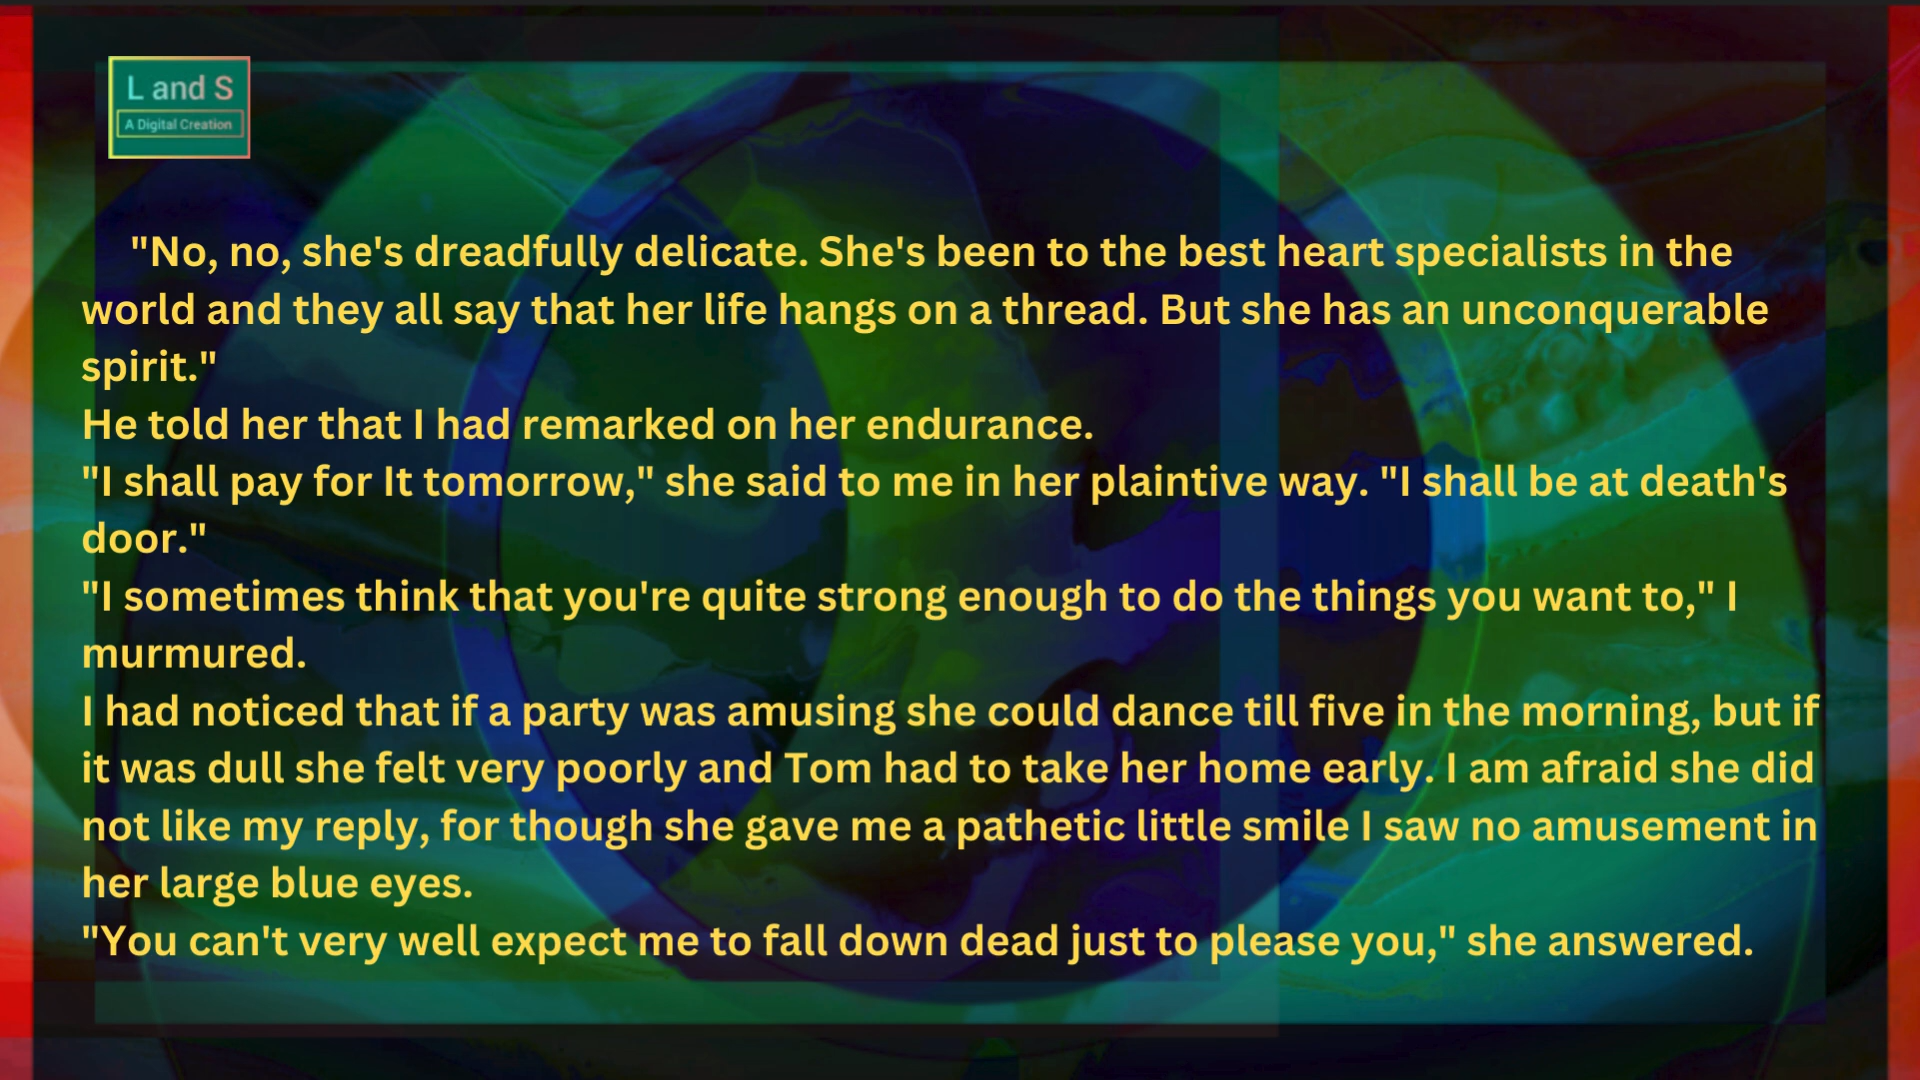 L and S
A Digital Creation
"No, no, she's dreadfully delicate. She's been to the best heart specialists in the
world and they all say that her life hangs on a thread. But she has an unconquerable
spirit."
He told her that I had remarked on her endurance.
"I shall pay for It tomorrow," she said to me in her plaintive way. "I shall be at death's
door."
"I sometimes think that you're quite strong enough to do the things you want to," I
murmured.
I had noticed that if a party was amusing she could dance till five in the morning, but if
it was dull she felt very poorly and Tom had to take her home early. I am afraid she did
not like my reply, for though she gave me a pathetic little smile I saw no amusement in
her large blue eyes.
"You can't very well expect me to fall down dead just to please you," she answered.